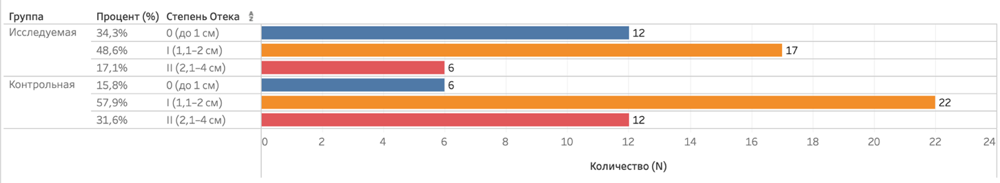 Группа Процент (%) Степень Отека
Исследуемая 34,3% 0 (до 1 см) 12
48,6% I (1,1–2 см) 17
17,1% II (2,1–4 см) 6
Контрольная 15,8% 0 (до 1 см) 6
57,9% I (1,1–2 см) 22
31,6% II (2,1–4 см) 12
0 2 4 6 8 10 12 14 16 18 20 22 24
Количество (N)